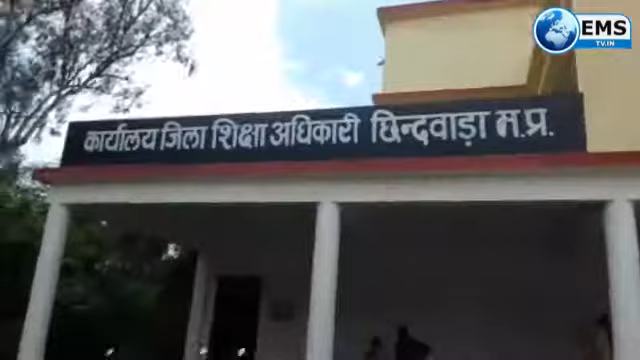 EMS
TV.IN
कार्यालय जिला शिक्षा अधिकारी छिन्दवाड़ा म.प्र.